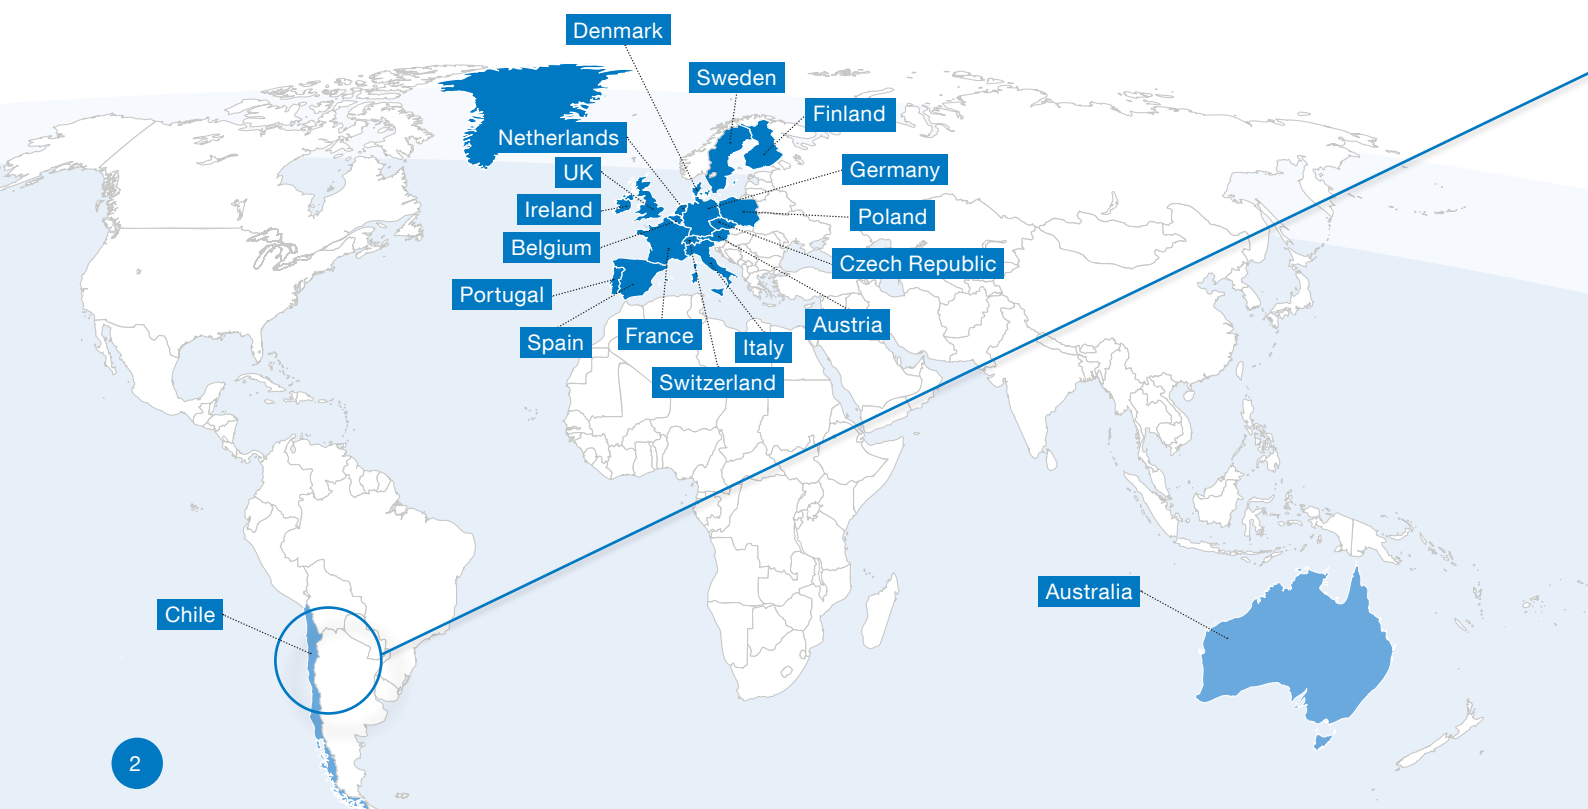 Denmark
Sweden
Finland
Netherlands
UK
Germany
Ireland
Poland
Belgium
Czech Republic
Portugal
Austria
Spain
France
Italy
Switzerland
Australia
Chile
2